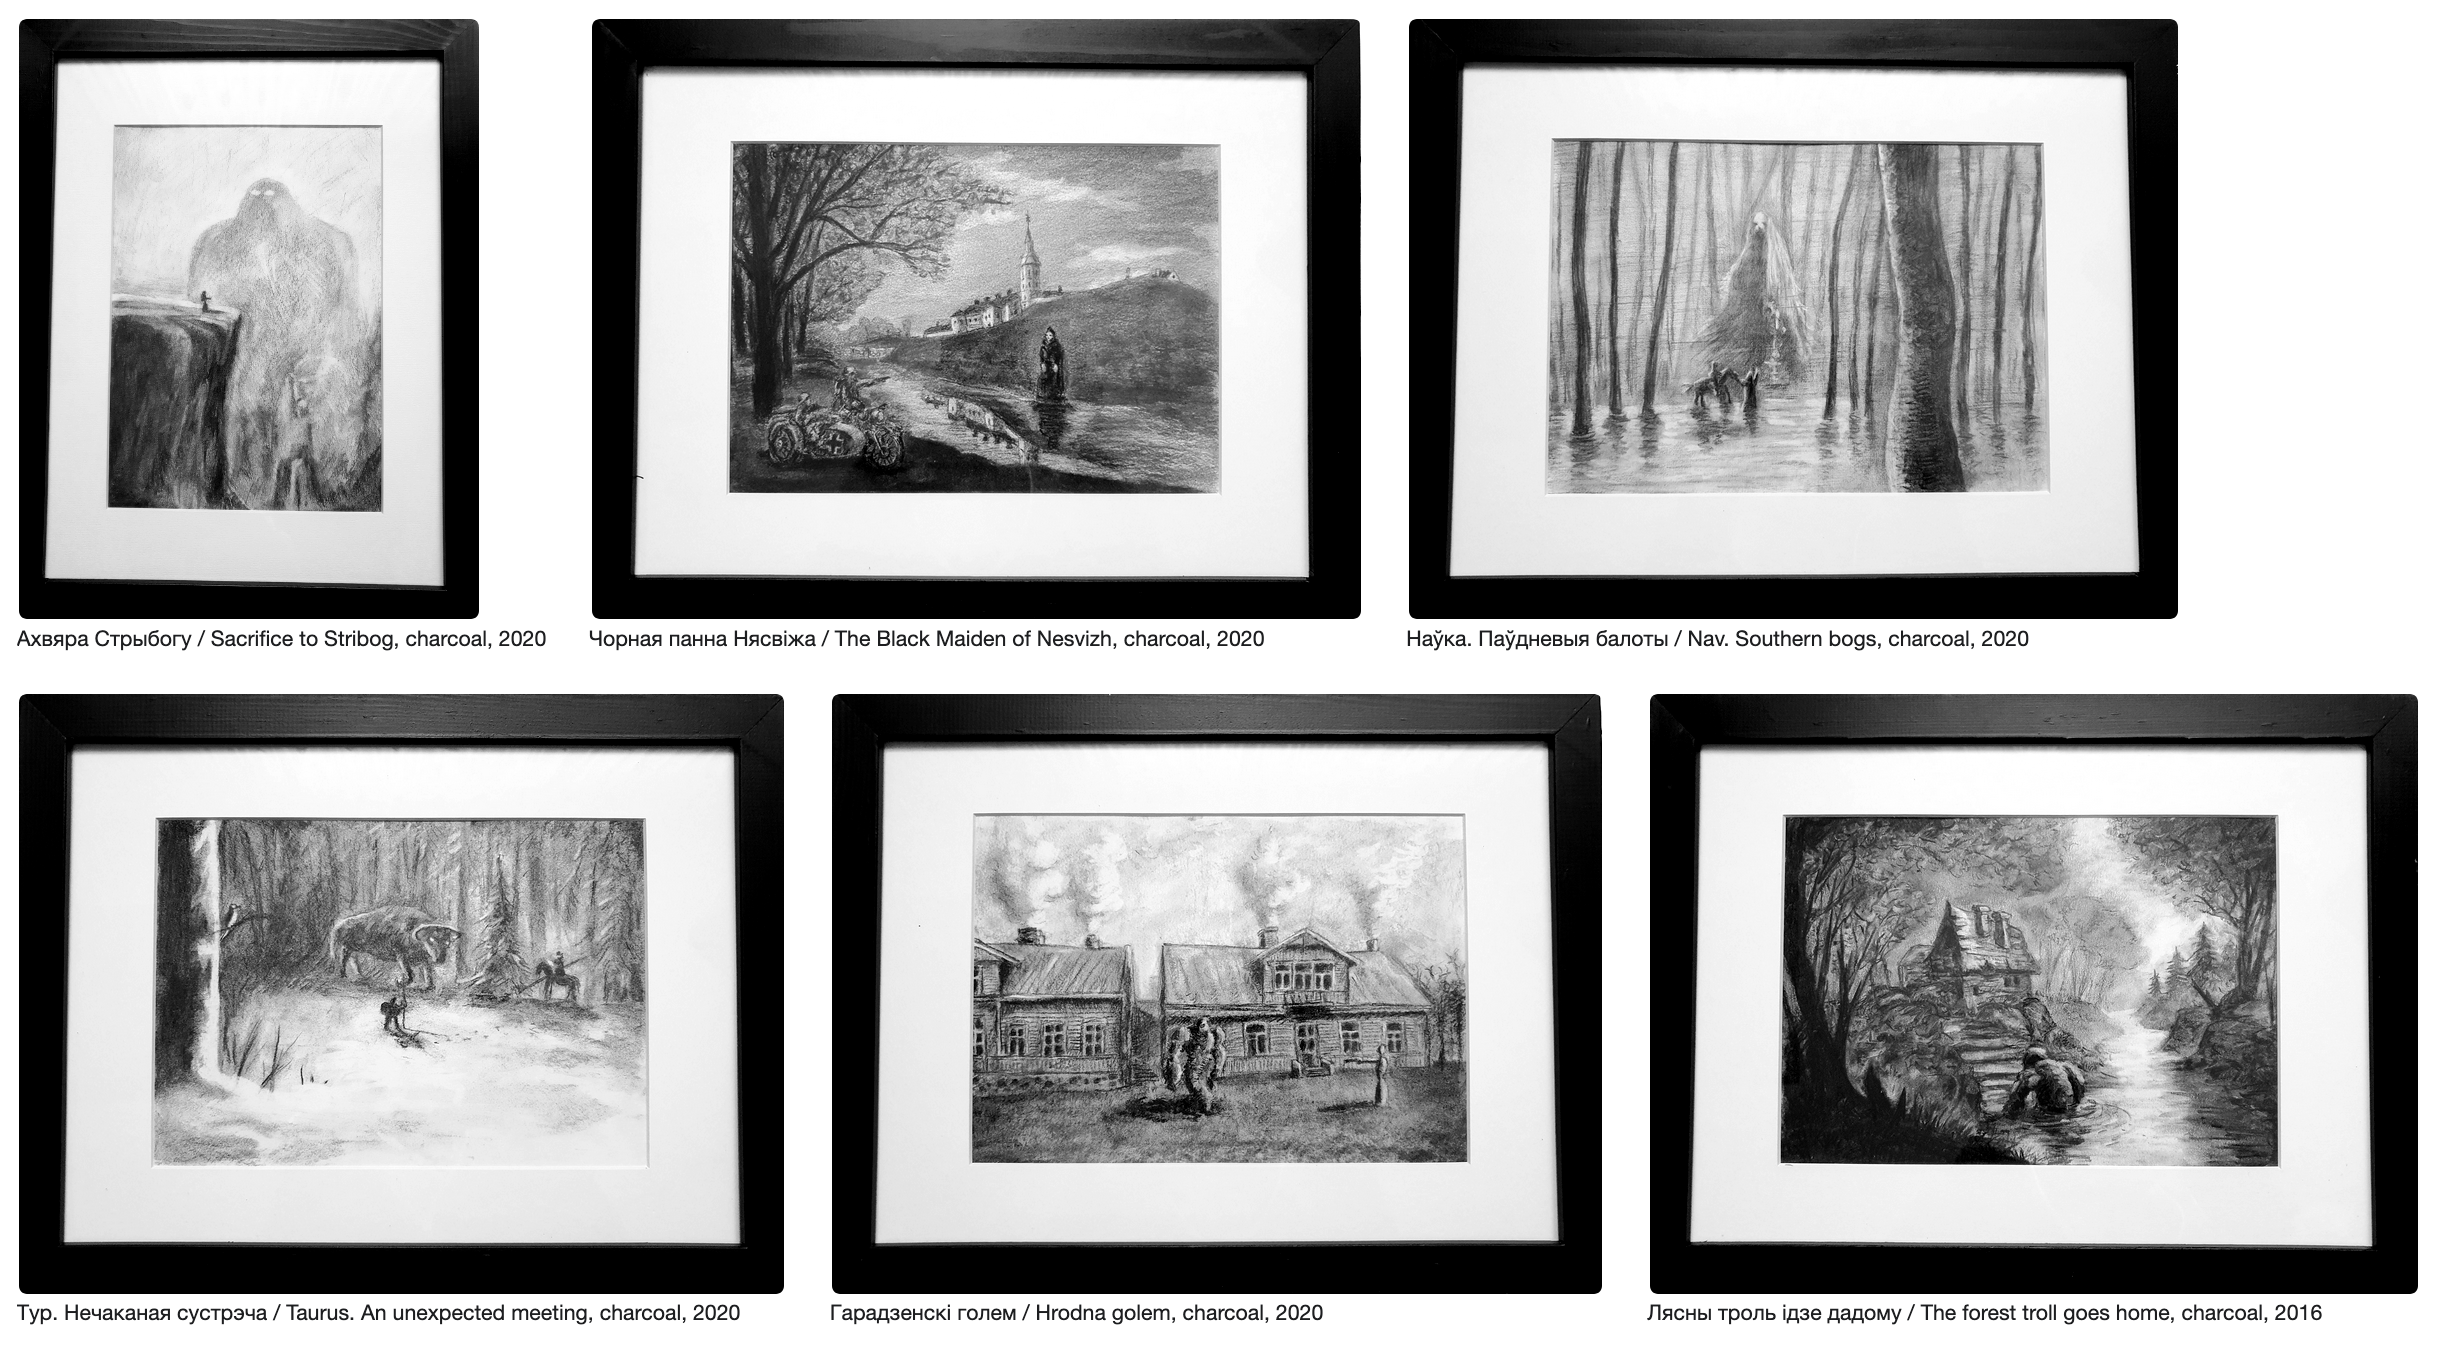 Ахвяра Стрыбогу / Sacrifice to Stribog, charcoal, 2020
Чорная панна Нясвіжа / The Black Maiden of Nesvizh, charcoal, 2020
Наўка. Паўдневыя балоты / Nav. Southern bogs, charcoal, 2020
Тур. Нечаканая сустрэча / Taurus. An unexpected meeting, charcoal, 2020
Гарадзенскі голем / Hrodna golem, charcoal, 2020
Лясны троль ідзе дадому / The forest troll goes home, charcoal, 2016